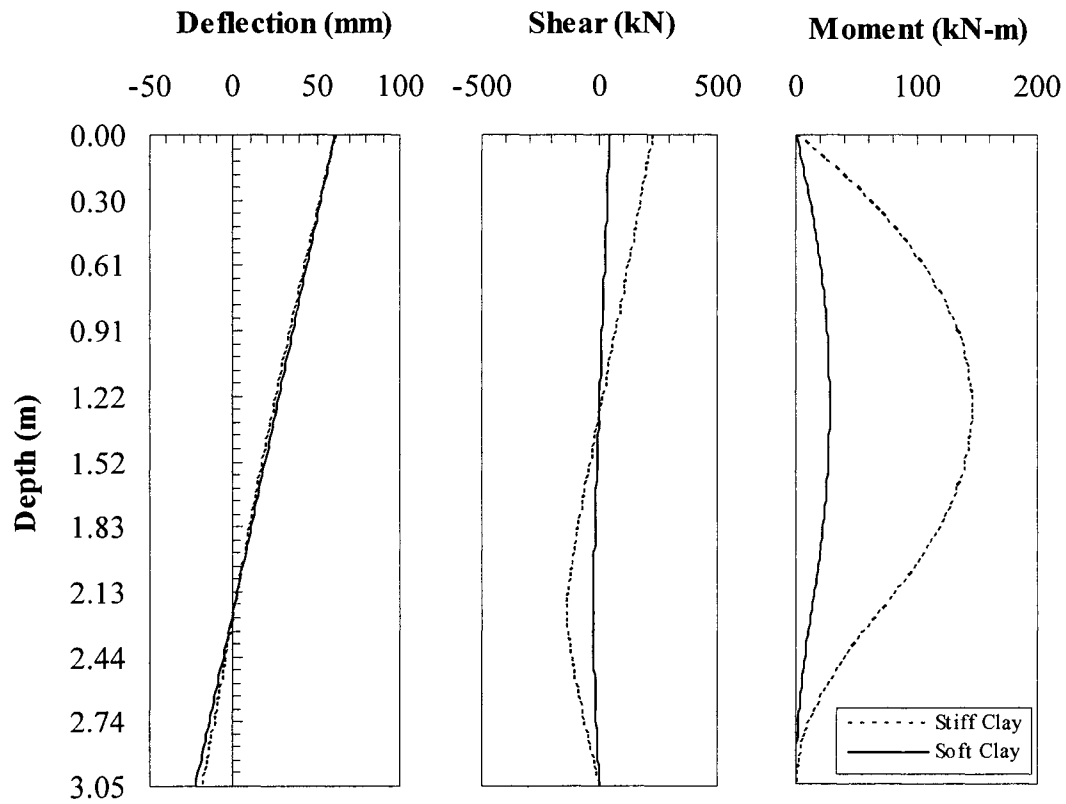 Deflection (mm) Shear (kN) Moment (kN-m)
-50 0 50 100 -500 0 500 0 100 200
0.00
0.30
0.61
0.91
1.22
1.52
1.83
2.13
2.44
2.74
3.05
Depth (m)
Stiff Clay
Soft Clay